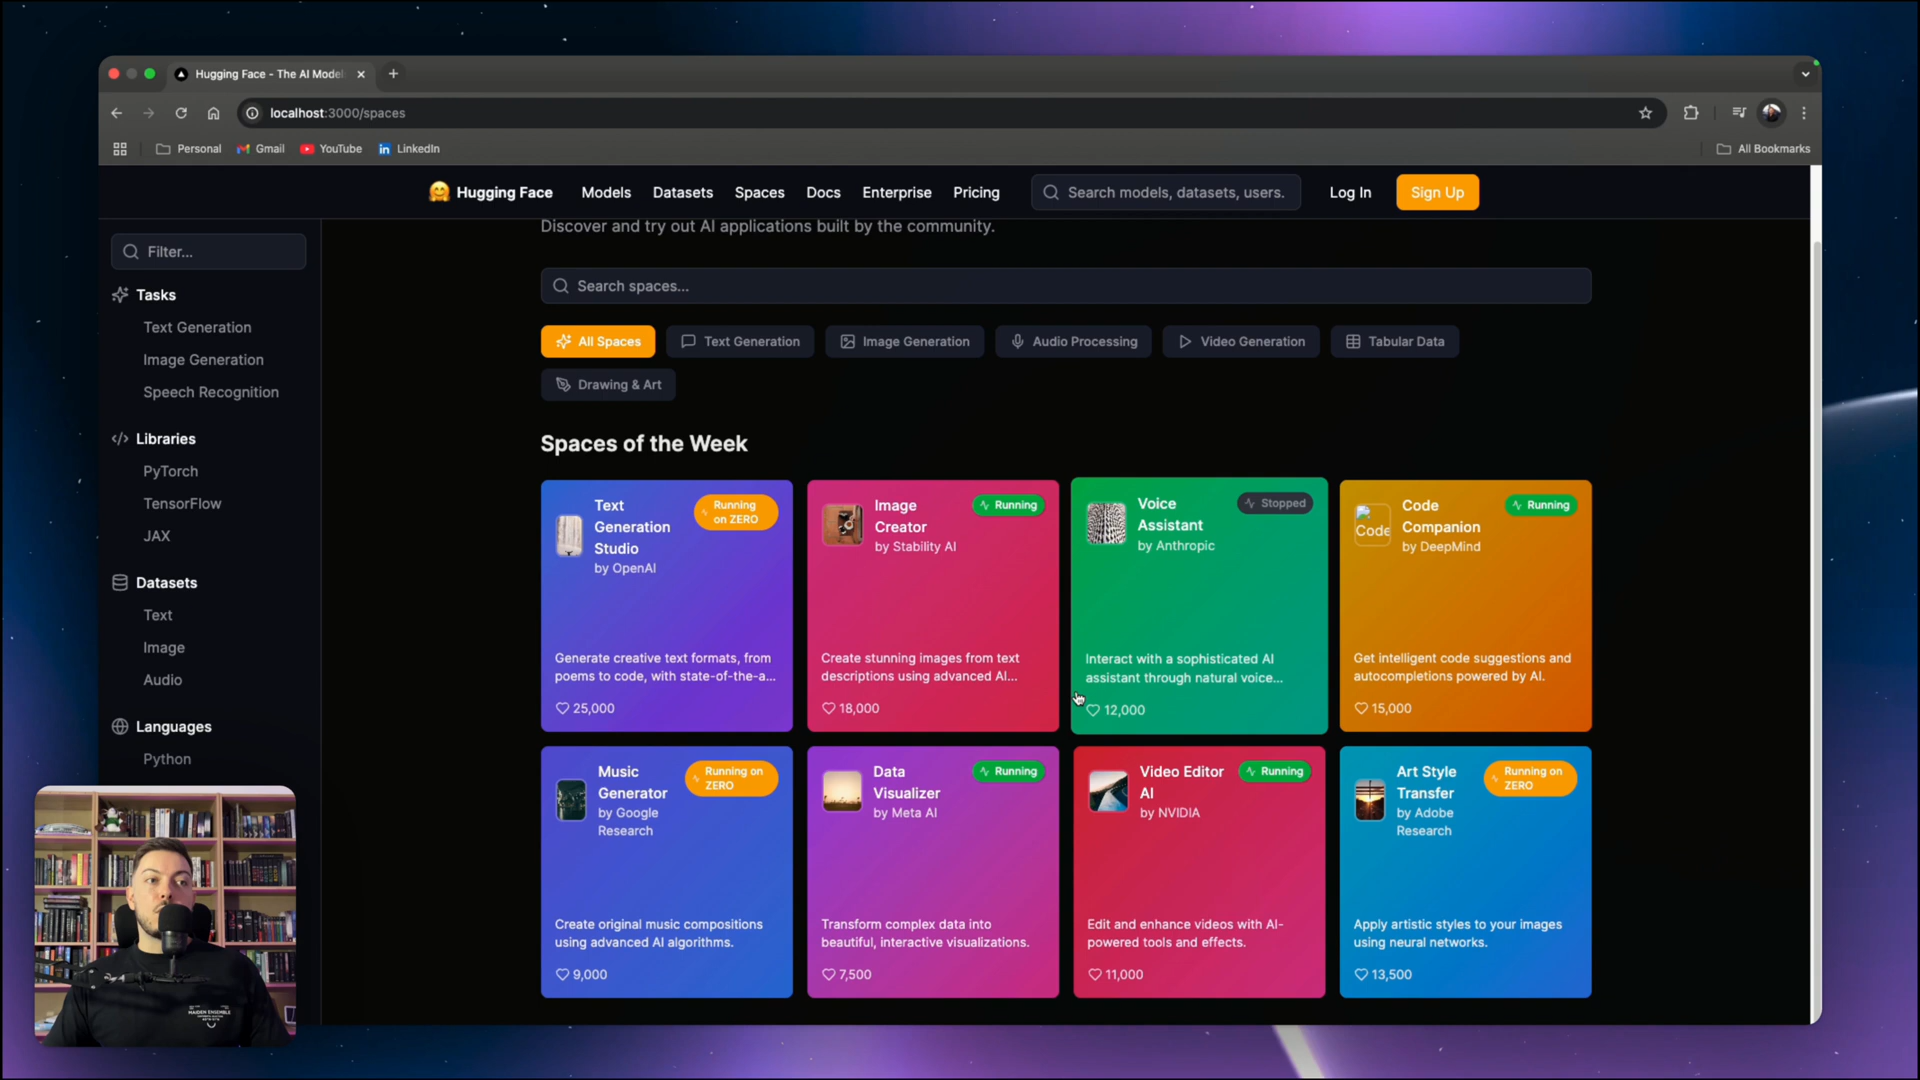 Hugging Face - The AI Model
localhost:3000/spaces
Personal
Gmail
YouTube
LinkedIn
All Bookmarks
Hugging Face
Models
Datasets
Spaces
Docs
Enterprise
Pricing
Search models, datasets, users.
Log In
Sign Up
Filter...
Tasks
Text Generation
Image Generation
Speech Recognition
Libraries
PyTorch
TensorFlow
JAX
Datasets
Text
Image
Audio
Languages
Python
Discover and try out AI applications built by the community.
Search spaces...
All Spaces
Text Generation
Image Generation
Audio Processing
Video Generation
Tabular Data
Drawing & Art
Spaces of the Week
Text
Generation
Studio
by OpenAI
Running
on ZERO
Generate creative text formats, from
poems to code, with state-of-the-a...
25,000
Image
Creator
by Stability AI
Running
Create stunning images from text
descriptions using advanced AI...
18,000
Voice
Assistant
by Anthropic
Stopped
Interact with a sophisticated AI
assistant through natural voice...
12,000
Code
Code
Companion
by DeepMind
Running
Get intelligent code suggestions and
autocompletions powered by AI.
15,000
Music
Generator
by Google
Research
Running on
ZERO
Create original music compositions
using advanced AI algorithms.
9,000
Data
Visualizer
by Meta AI
Running
Transform complex data into
beautiful, interactive visualizations.
7,500
Video Editor
AI
by NVIDIA
Running
Edit and enhance videos with AI-
powered tools and effects.
11,000
Art Style
Transfer
by Adobe
Research
Running on
ZERO
Apply artistic styles to your images
using neural networks.
13,500
MAIDEN ENSEMBLE